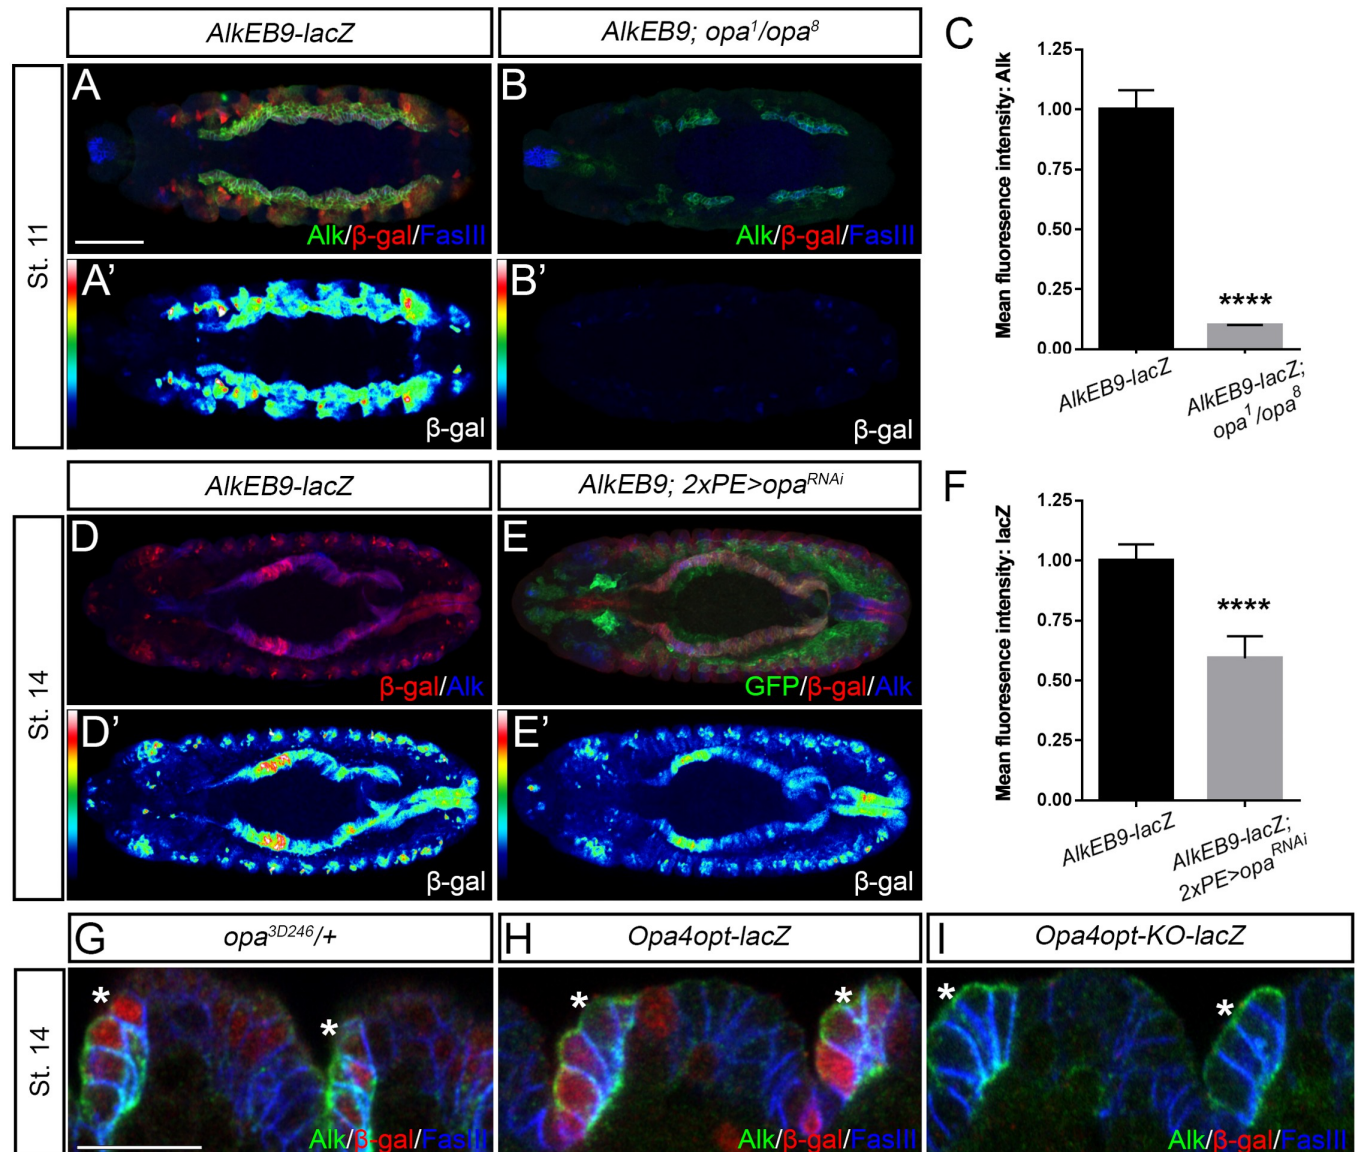 AlkEB9-lacZ
AlkEB9; opa¹/opa⁸
St. 11
A
Alk/β-gal/FasIII
B
Alk/β-gal/FasIII
A’
β-gal
B’
β-gal
C
Mean fluoresence intensity: Alk
1.25
1.00
0.75
0.50
0.25
0.00
****
AlkEB9-lacZ
AlkEB9-lacZ;
opa¹/opa⁸
AlkEB9-lacZ
AlkEB9; 2xPE>opaᴿᴺᴬⁱ
St. 14
D
β-gal/Alk
E
GFP/β-gal/Alk
D’
β-gal
E’
β-gal
F
Mean fluoresence intensity: lacZ
1.25
1.00
0.75
0.50
0.25
0.00
****
AlkEB9-lacZ
AlkEB9-lacZ;
2xPE>opaᴿᴺᴬⁱ
St. 14
G
opa³ᴰ²⁴⁶/+
* *
Alk/β-gal/FasIII
H
Opa4opt-lacZ
* *
Alk/β-gal/FasIII
I
Opa4opt-KO-lacZ
* *
Alk/β-gal/FasIII